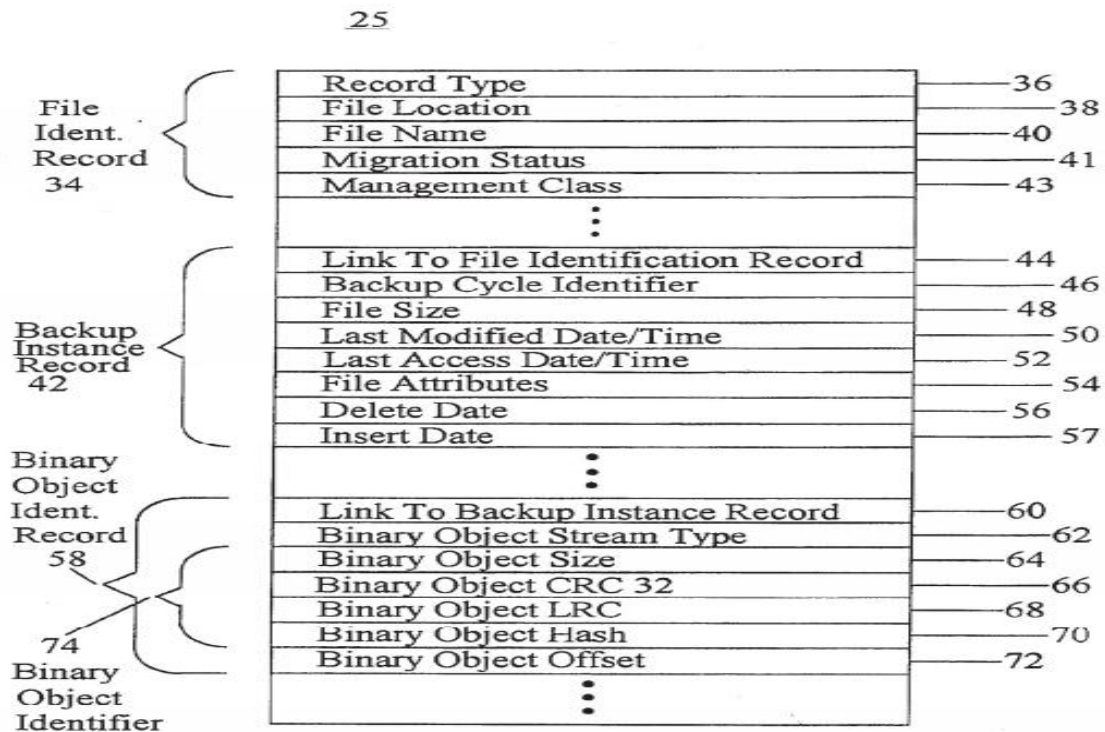 25
File
Ident.
Record
34
Record Type
36
File Location
38
File Name
40
Migration Status
41
Management Class
43
Backup
Instance
Record
42
Link To File Identification Record
44
Backup Cycle Identifier
46
File Size
48
Last Modified Date/Time
50
Last Access Date/Time
52
File Attributes
54
Delete Date
56
Insert Date
57
Binary
Object
Ident.
Record
58
Link To Backup Instance Record
60
Binary Object Stream Type
62
Binary Object Size
64
Binary Object CRC 32
66
Binary Object LRC
68
Binary Object Hash
70
Binary Object Offset
72
74
Binary
Object
Identifier